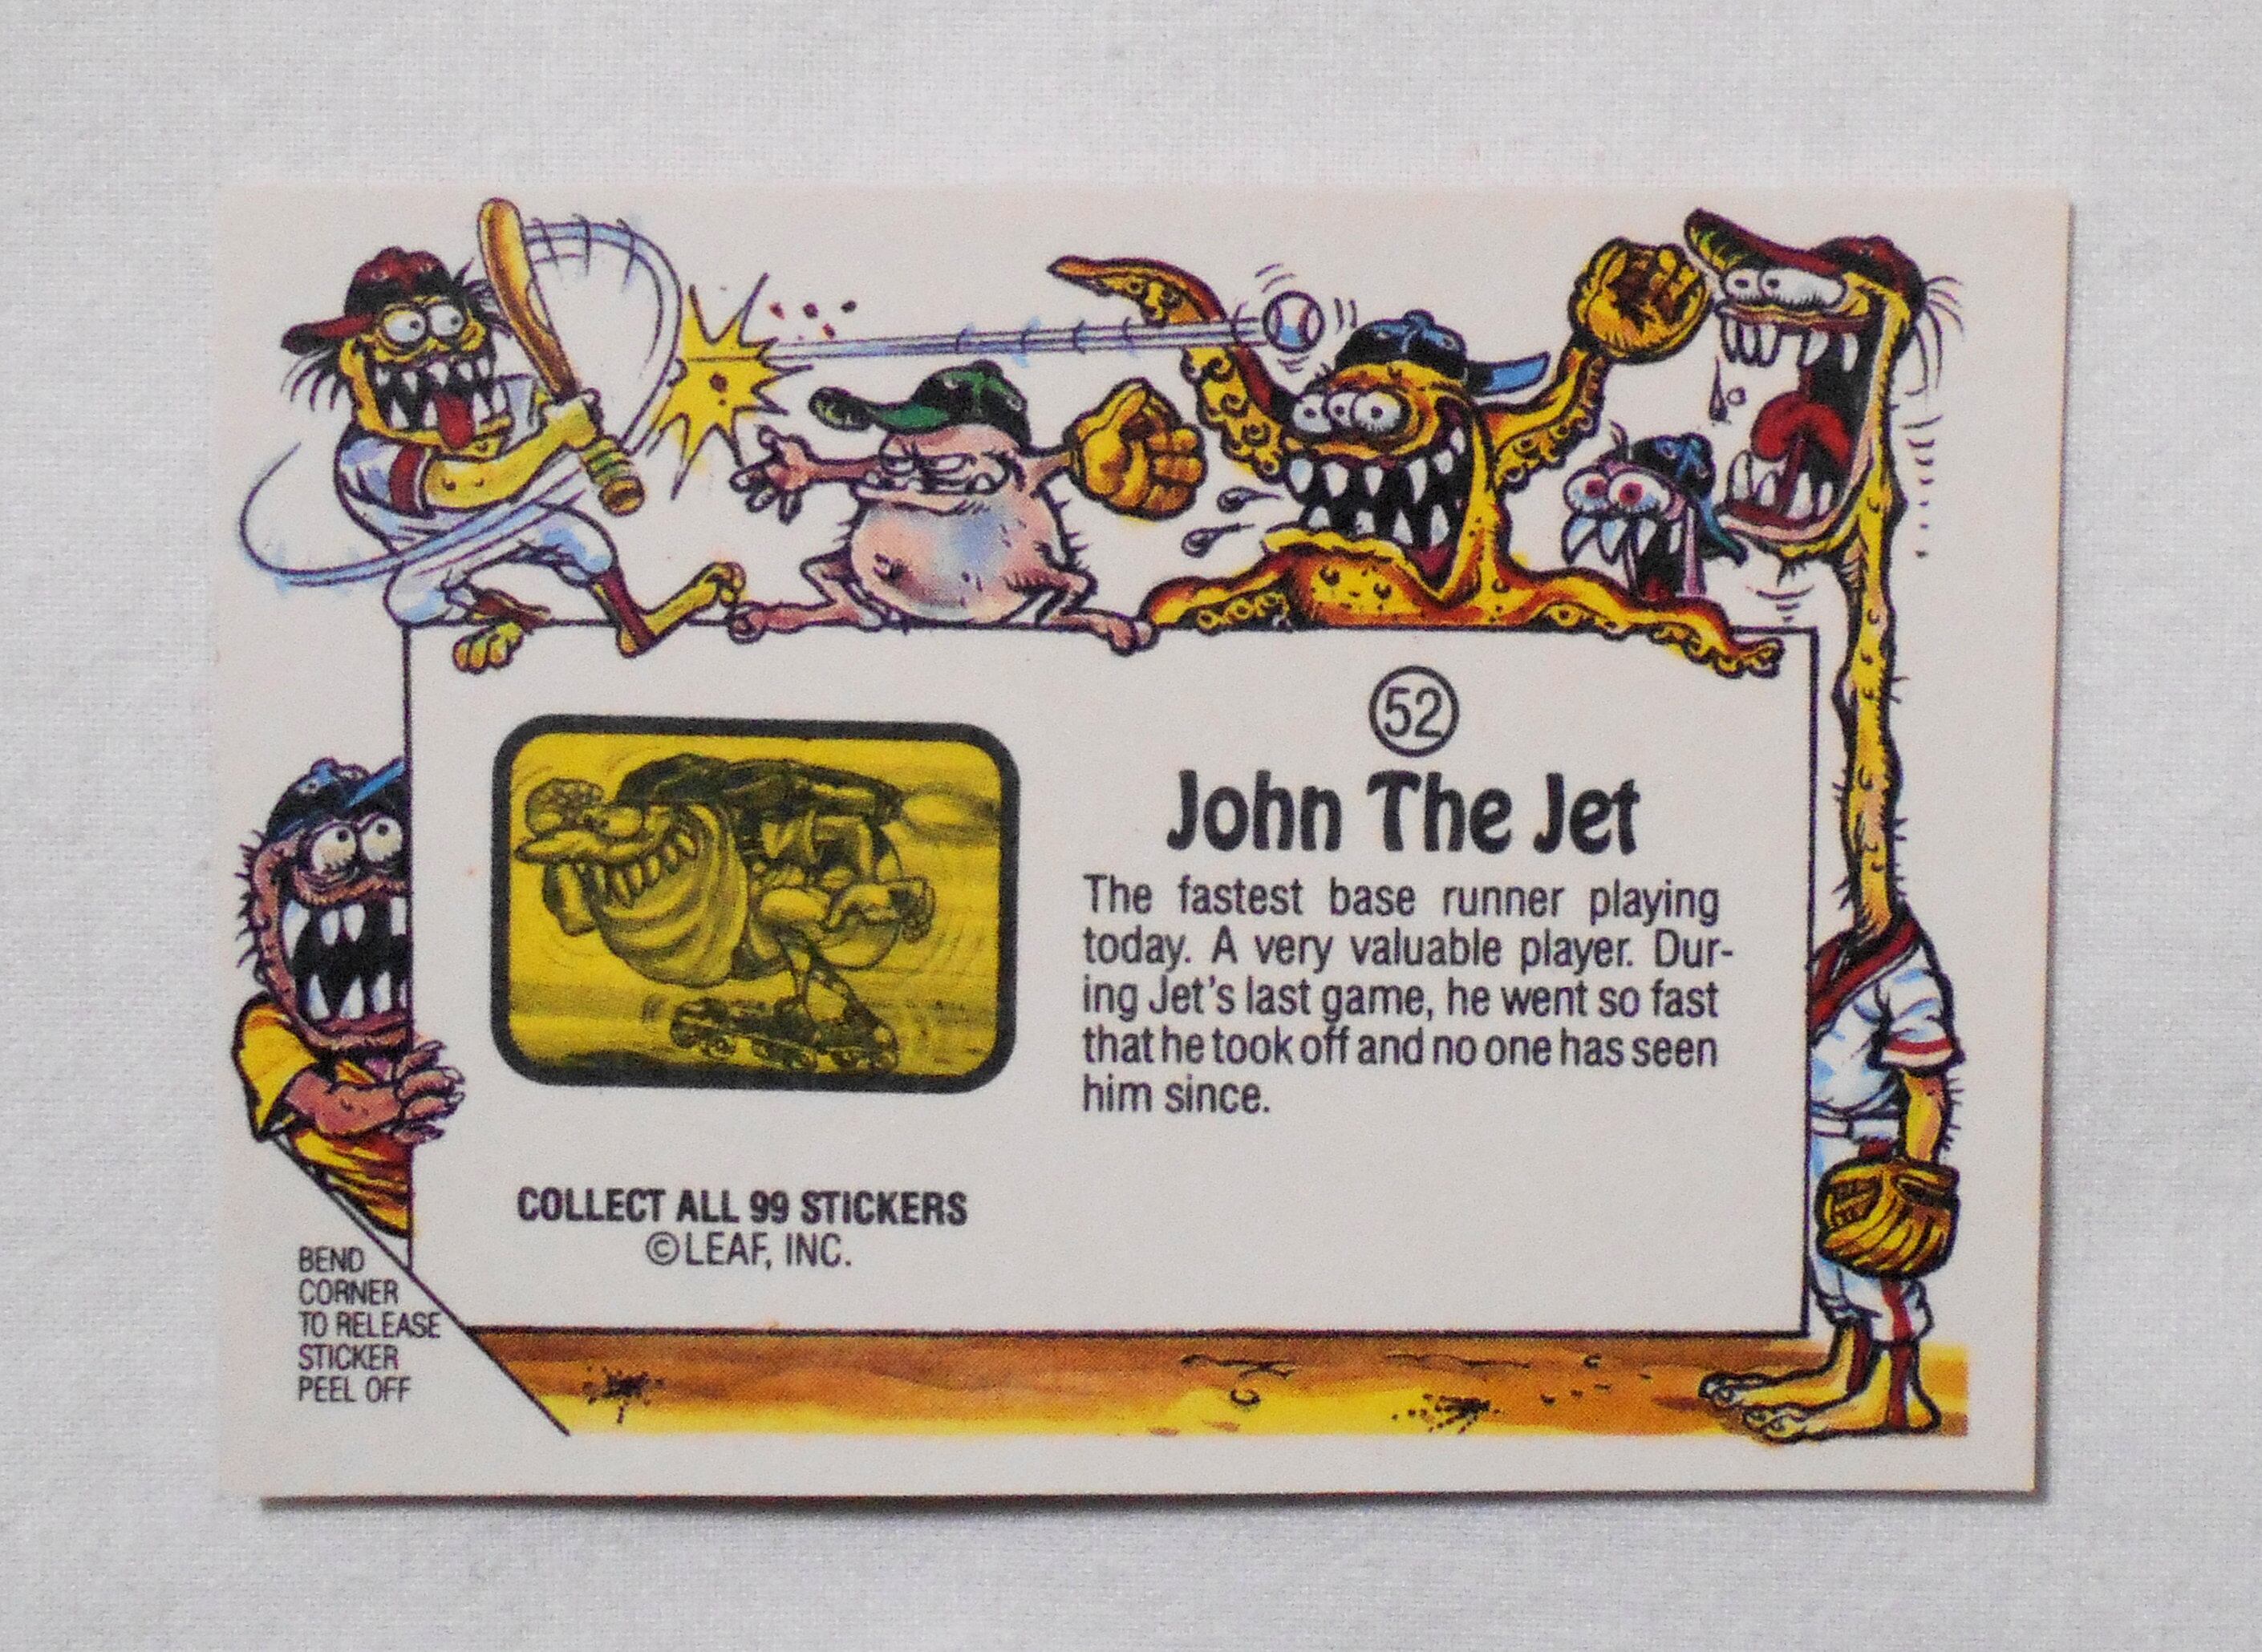 52
John The Jet
The fastest base runner playing
today. A very valuable player. Dur-
ing Jet's last game, he went so fast
that he took off and no one has seen
him since.
COLLECT ALL 99 STICKERS
©LEAF, INC.
BEND
CORNER
TO RELEASE
STICKER
PEEL OFF